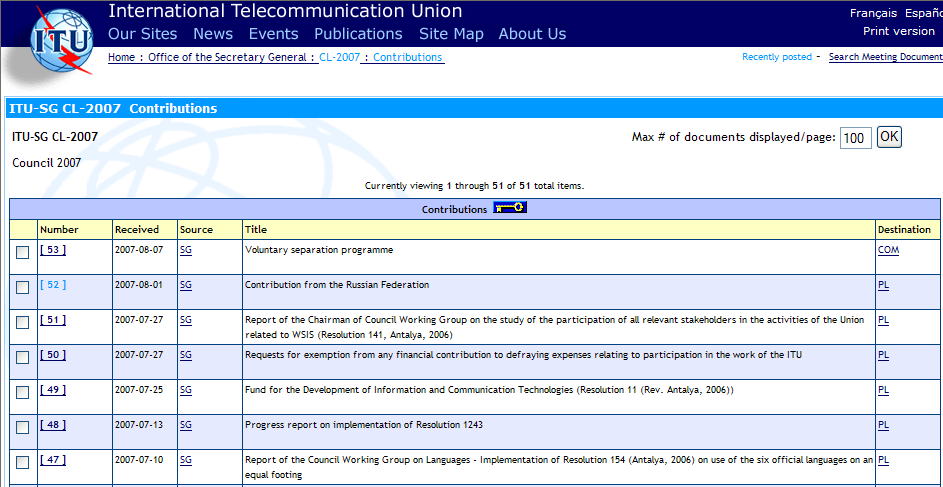 International Telecommunication Union
Français Españo
Our Sites News Events Publications Site Map About Us
Print version
ITU
Home : Office of the Secretary General : CL-2007 : Contributions
Recently posted - Search Meeting Document
ITU-SG CL-2007 Contributions
ITU-SG CL-2007
Max # of documents displayed/page: 100 OK
Council 2007
Currently viewing 1 through 51 of 51 total items.
Contributions
Number Received Source Title Destination
[ 53 ] 2007-08-07 SG Voluntary separation programme COM
[ 52 ] 2007-08-01 SG Contribution from the Russian Federation PL
[ 51 ] 2007-07-27 SG Report of the Chairman of Council Working Group on the study of the participation of all relevant stakeholders in the activities of the Union PL
related to WSIS (Resolution 141, Antalya, 2006)
[ 50 ] 2007-07-27 SG Requests for exemption from any financial contribution to defraying expenses relating to participation in the work of the ITU PL
[ 49 ] 2007-07-25 SG Fund for the Development of Information and Communication Technologies (Resolution 11 (Rev. Antalya, 2006)) PL
[ 48 ] 2007-07-13 SG Progress report on implementation of Resolution 1243 PL
[ 47 ] 2007-07-10 SG Report of the Council Working Group on Languages - Implementation of Resolution 154 (Antalya, 2006) on use of the six official languages on an PL
equal footing